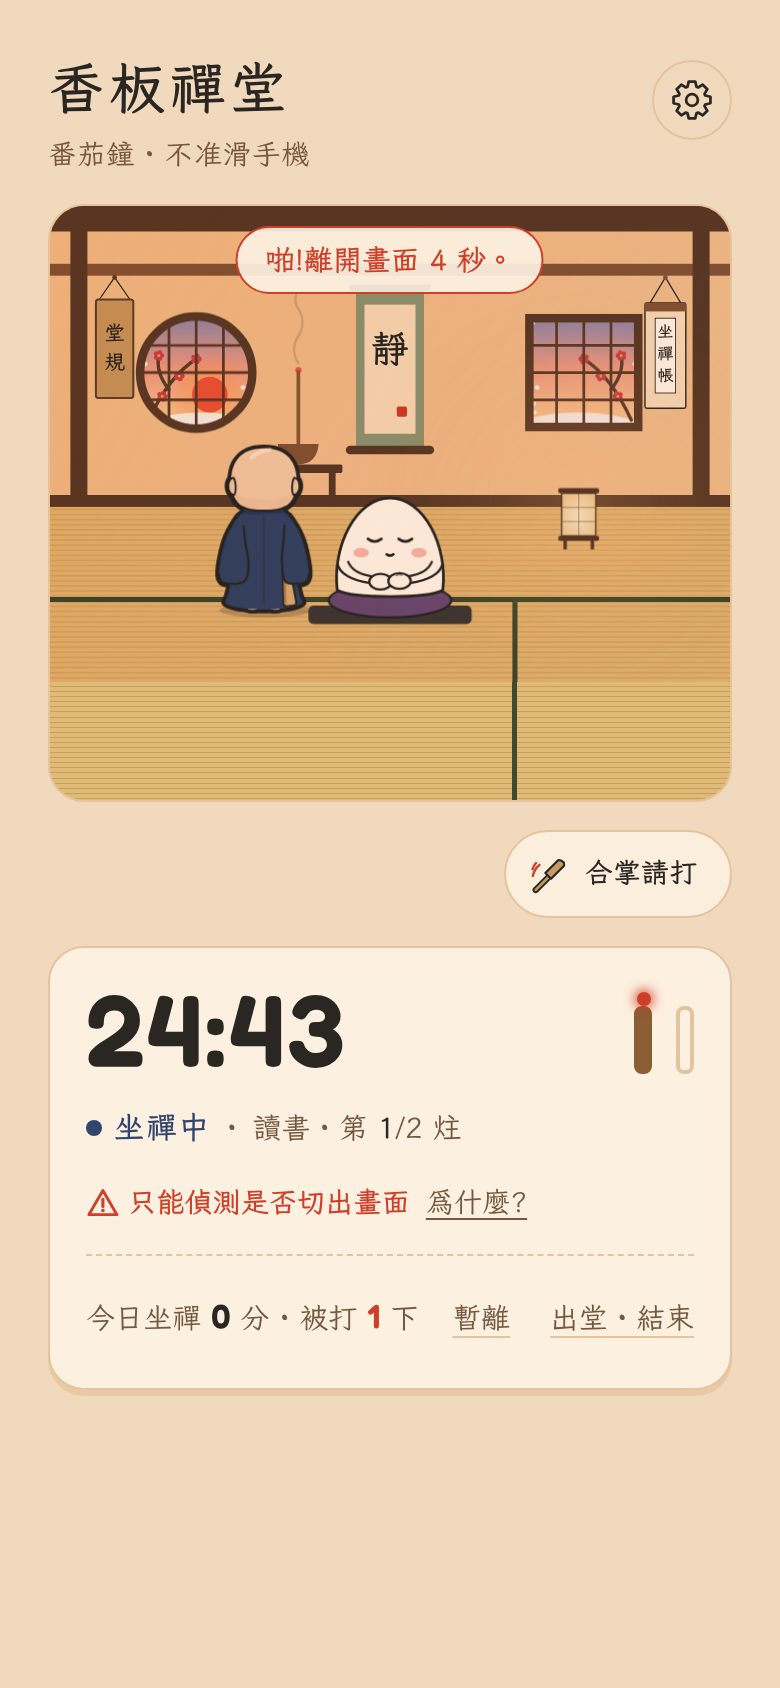 香板禪堂
番茄鐘・不准滑手機
啪!離開畫面 4 秒。
堂規
靜
坐禪帳
合掌請打
24:43
坐禪中・讀書・第 1/2 炷
只能偵測是否切出畫面 為什麼?
今日坐禪 0 分・被打 1 下 暫離 出堂・結束